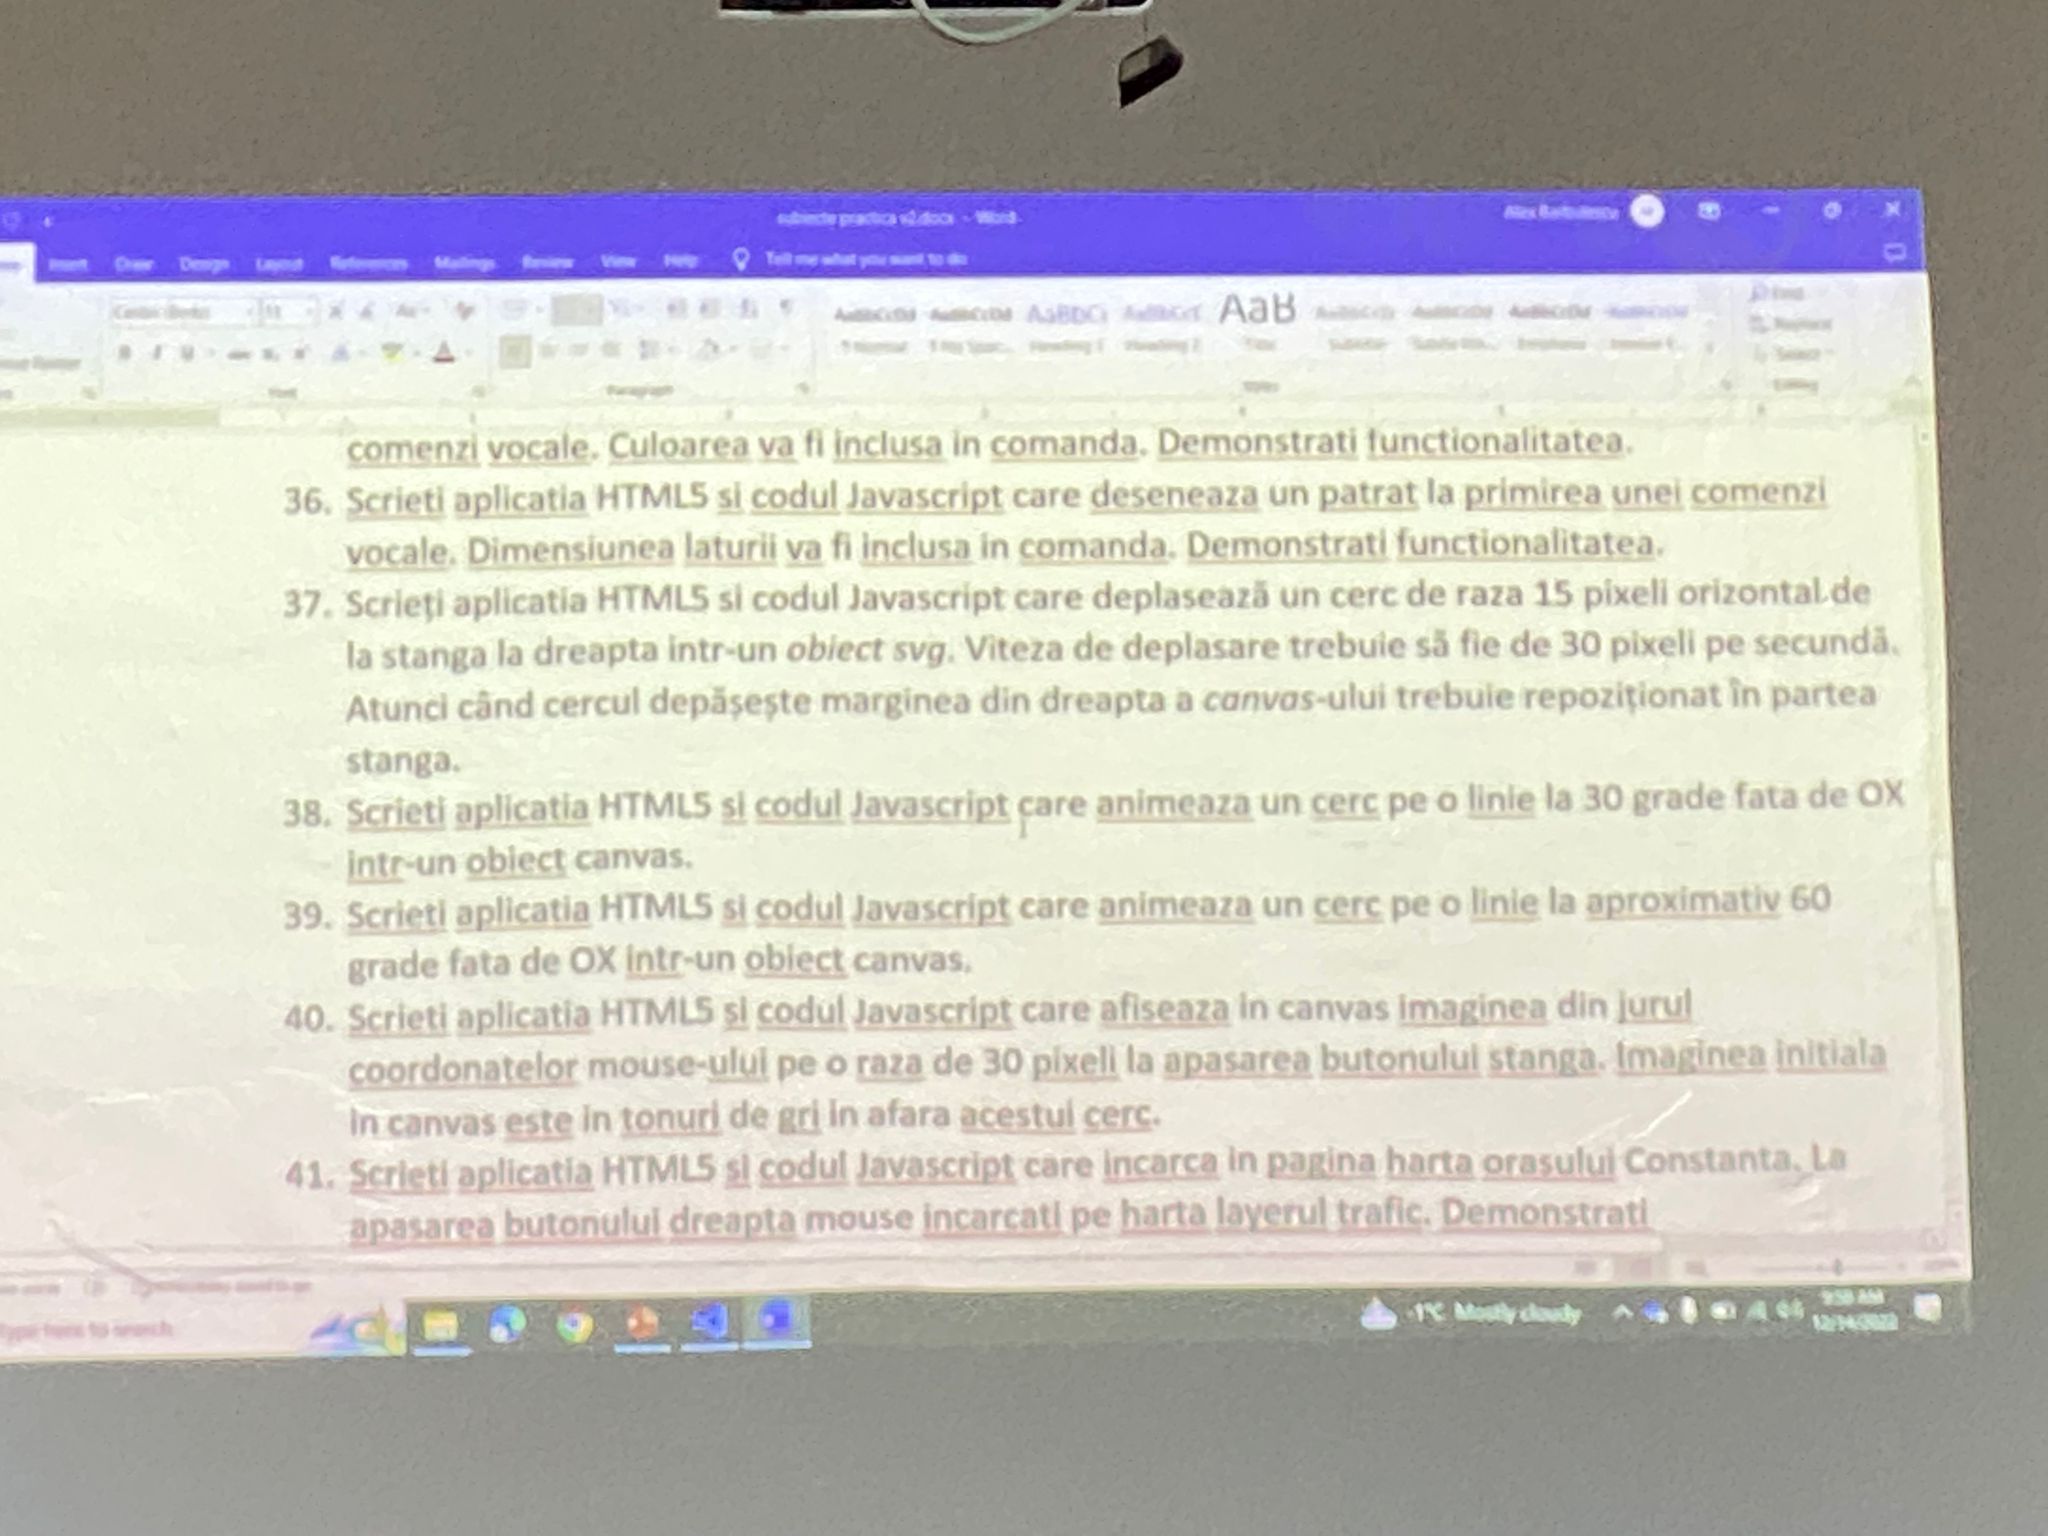 subiecte practica v2.docx - Word
Insert Draw Design Layout References Mailings Review View Help Tell me what you want to do
AaB
Paragraph
Styles
Editing
comenzi vocale. Culoarea va fi inclusa in comanda. Demonstrati functionalitatea.
36. Scrieti aplicatia HTML5 si codul Javascript care deseneaza un patrat la primirea unei comenzi
vocale. Dimensiunea laturii va fi inclusa in comanda. Demonstrati functionalitatea.
37. Scrieți aplicatia HTML5 si codul Javascript care deplasează un cerc de raza 15 pixeli orizontal de
la stanga la dreapta intr-un obiect svg. Viteza de deplasare trebuie să fie de 30 pixeli pe secundă.
Atunci când cercul depășește marginea din dreapta a canvas-ului trebuie repoziționat în partea
stanga.
38. Scrieti aplicatia HTML5 si codul Javascript care animeaza un cerc pe o linie la 30 grade fata de OX
intr-un obiect canvas.
39. Scrieti aplicatia HTML5 si codul Javascript care animeaza un cerc pe o linie la aproximativ 60
grade fata de OX intr-un obiect canvas.
40. Scrieti aplicatia HTML5 si codul Javascript care afiseaza in canvas imaginea din jurul
coordonatelor mouse-ului pe o raza de 30 pixeli la apasarea butonului stanga. Imaginea initiala
in canvas este in tonuri de gri in afara acestui cerc.
41. Scrieti aplicatia HTML5 si codul Javascript care incarca in pagina harta orasului Constanta. La
apasarea butonului dreapta mouse incarcati pe harta layerul trafic. Demonstrati
Type here to search
-1°C Mostly cloudy